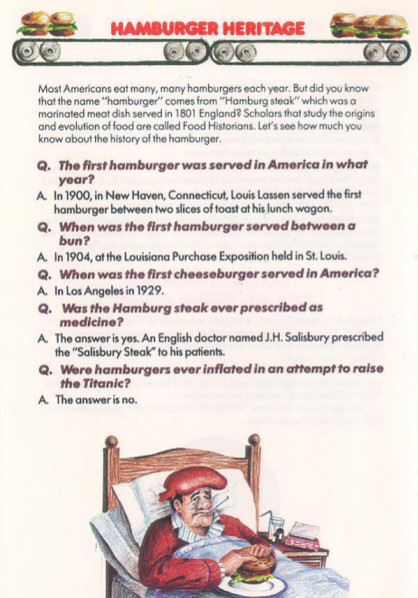 HAMBURGER HERITAGE
Most Americans eat many, many hamburgers each year. But did you know
that the name "hamburger" comes from "Hamburg steak" which was a
marinated meat dish served in 1801 England? Scholars that study the origins
and evolution of food are called Food Historians. Let's see how much you
know about the history of the hamburger.
Q. The first hamburger was served in America in what
year?
A. In 1900, in New Haven, Connecticut, Louis Lassen served the first
hamburger between two slices of toast at his lunch wagon.
Q. When was the first hamburger served between a
bun?
A. In 1904, at the Louisiana Purchase Exposition held in St. Louis.
Q. When was the first cheeseburger served in America?
A. In Los Angeles in 1929.
Q. Was the Hamburg steak ever prescribed as
medicine?
A. The answer is yes. An English doctor named J.H. Salisbury prescribed
the "Salisbury Steak" to his patients.
Q. Were hamburgers ever inflated in an attempt to raise
the Titanic?
A. The answer is no.